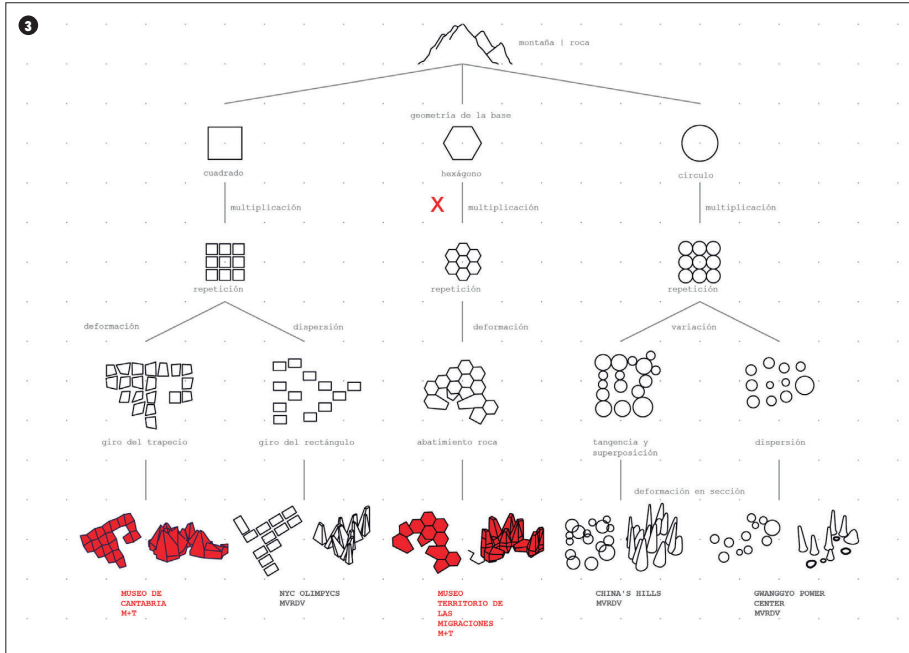 3
montaña | roca
geometría de la base
cuadrado
hexágono
círculo
multiplicación
X
multiplicación
multiplicación
repetición
repetición
repetición
deformación
dispersión
deformación
variación
giro del trapecio
giro del rectángulo
abatimiento roca
tangencia y
superposición
dispersión
deformación en sección
MUSEO DE
CANTABRIA
M+T
NYC OLIMPYCS
MVRDV
MUSEO
TERRITORIO DE
LAS
MIGRACIONES
M+T
CHINA'S HILLS
MVRDV
GWANGGYO POWER
CENTER
MVRDV